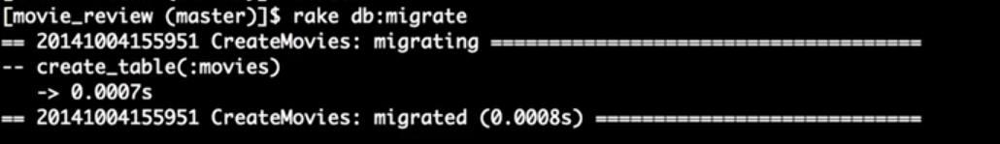 [movie_review (master)]$ rake db:migrate
== 20141004155951 CreateMovies: migrating =====================================
-- create_table(:movies)
   -> 0.0007s
== 20141004155951 CreateMovies: migrated (0.0008s) ============================